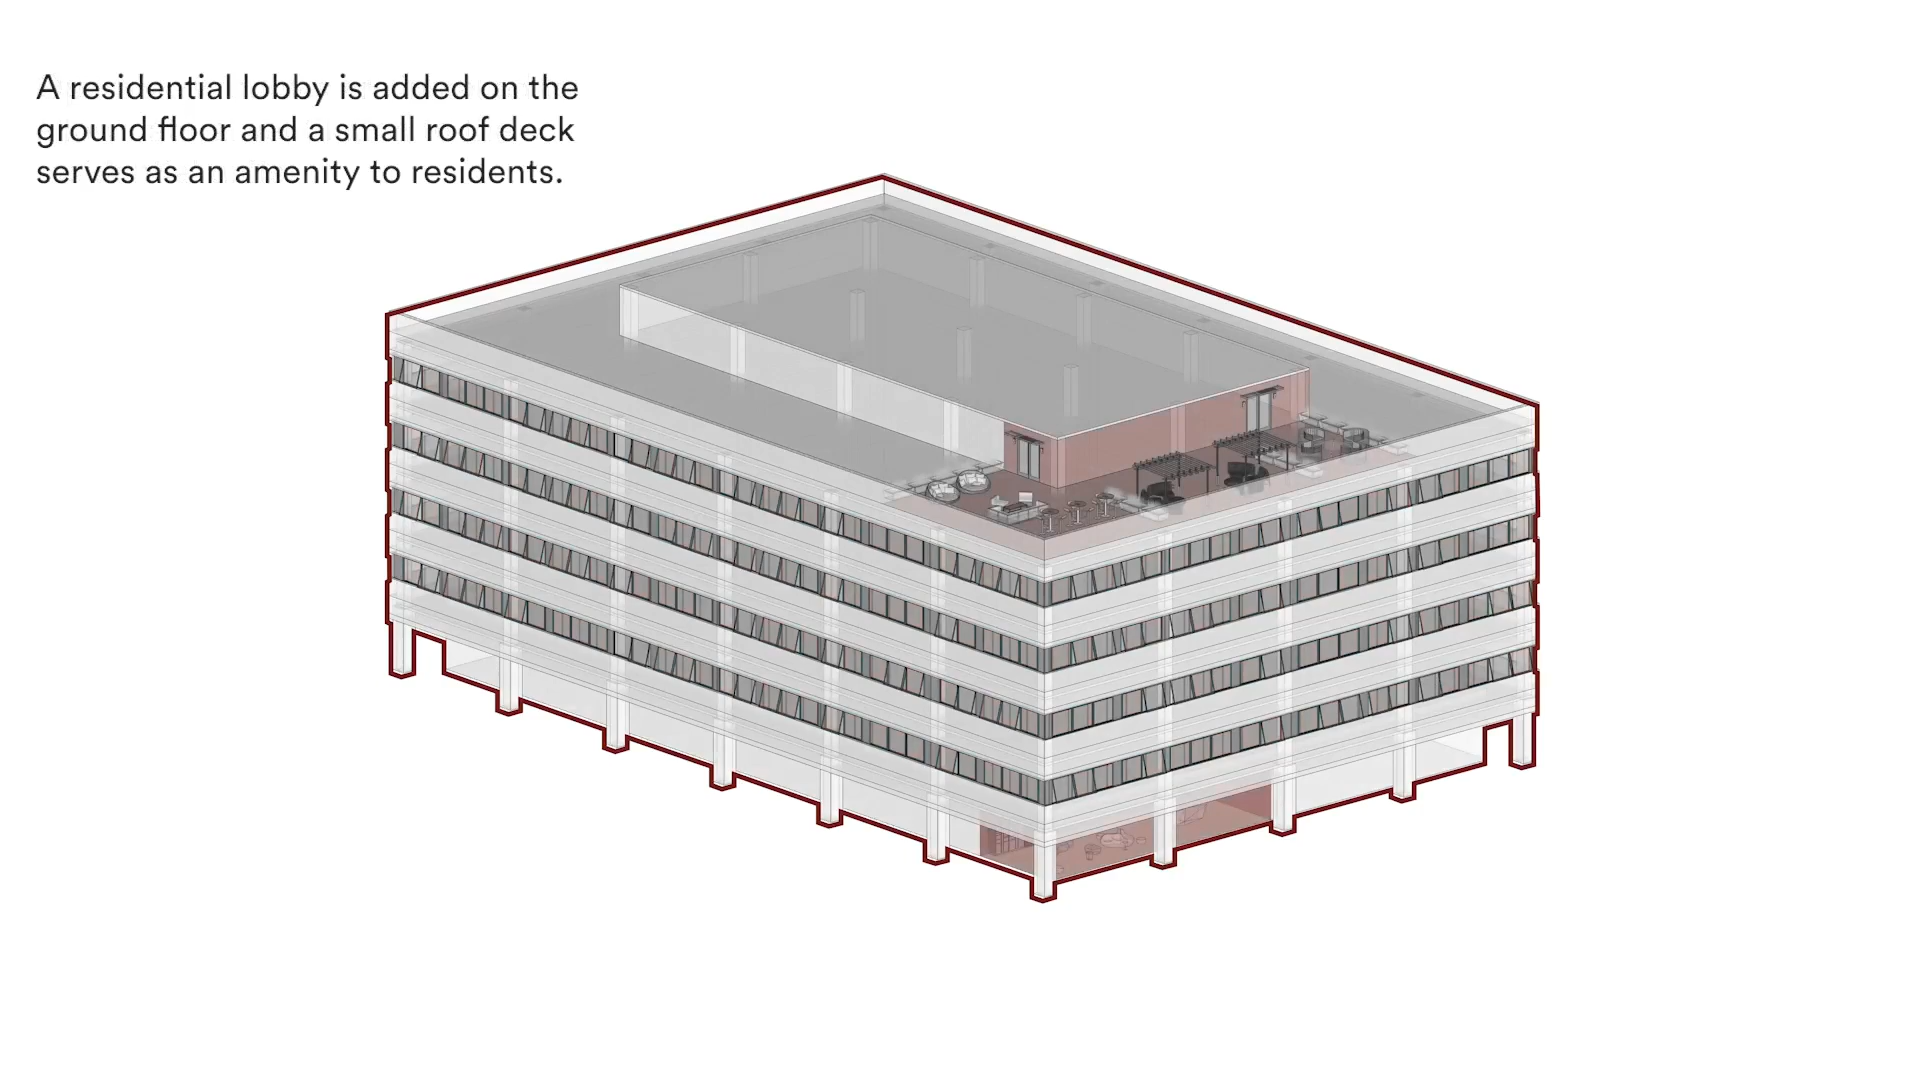 A residential lobby is added on the
ground floor and a small roof deck
serves as an amenity to residents.